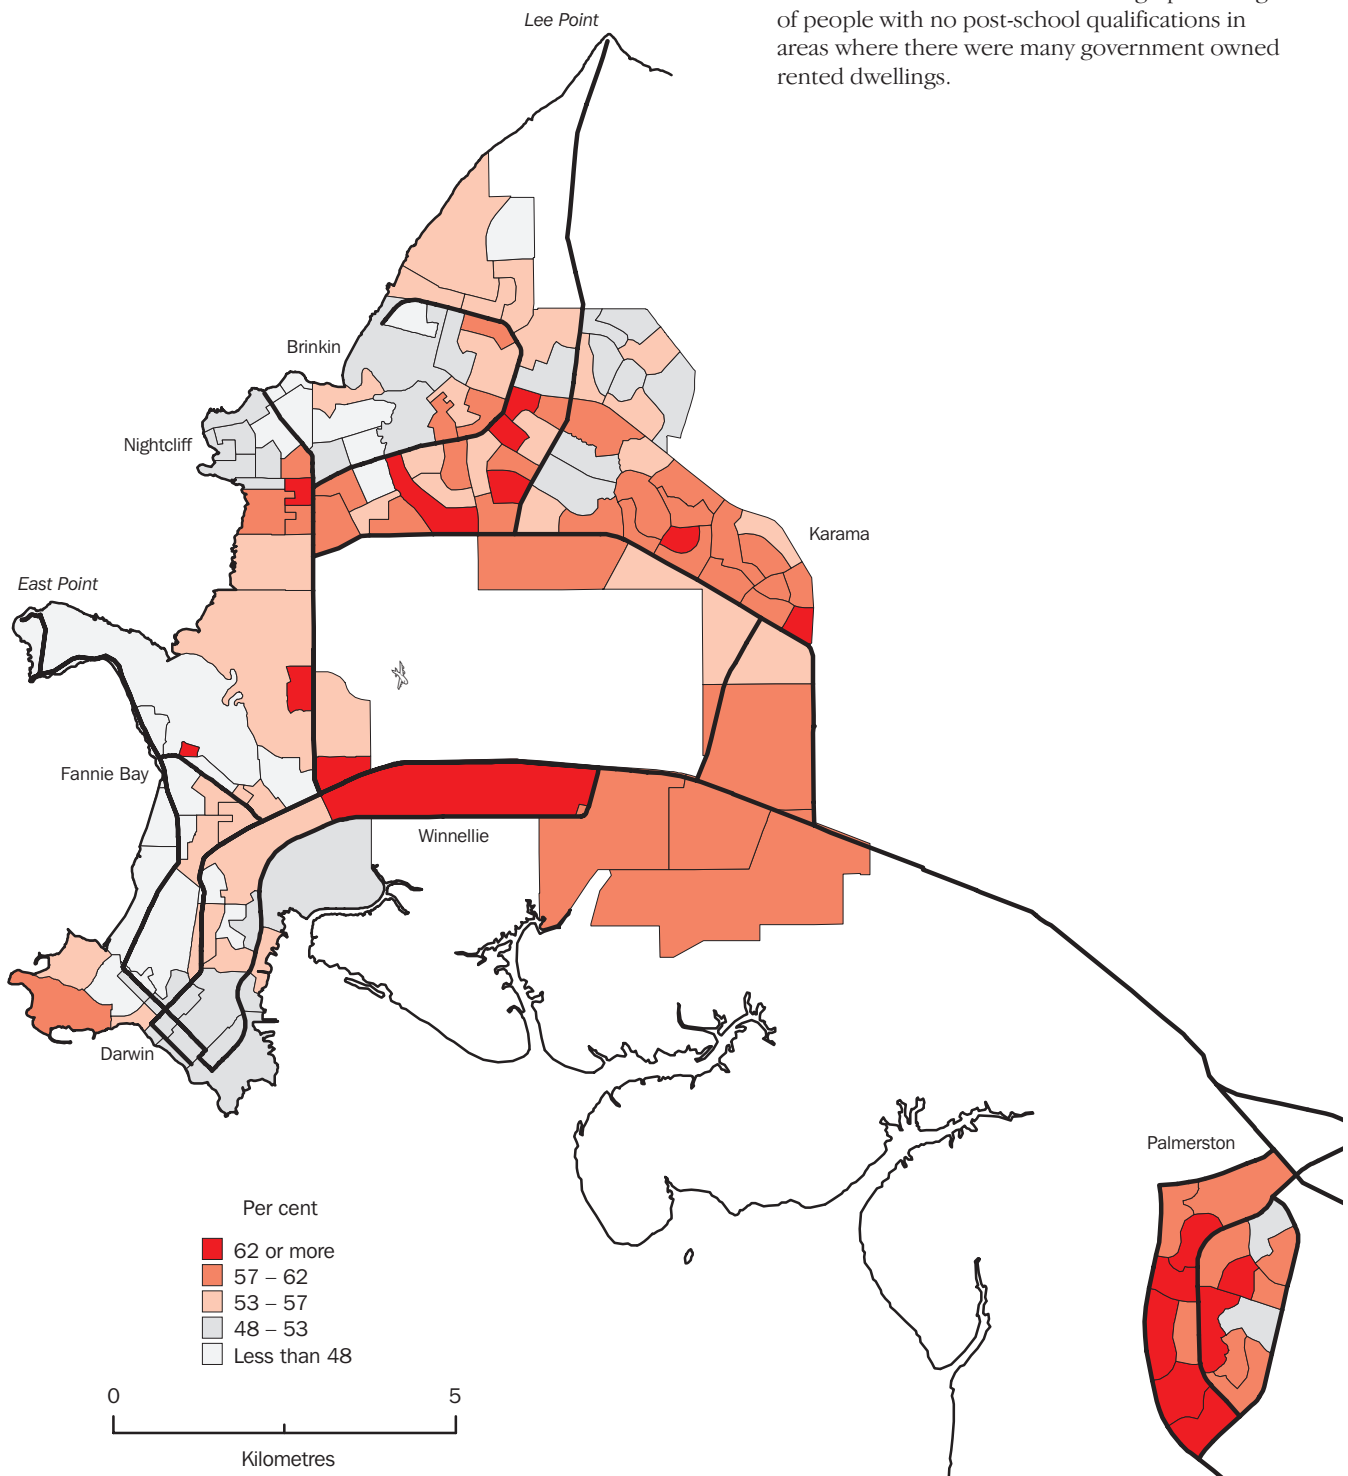 of people with no post-school qualifications in
areas where there were many government owned
rented dwellings.
Lee Point
Brinkin
Nightcliff
Karama
East Point
Fannie Bay
Winnellie
Darwin
Palmerston
Per cent
62 or more
57 – 62
53 – 57
48 – 53
Less than 48
0 5
Kilometres